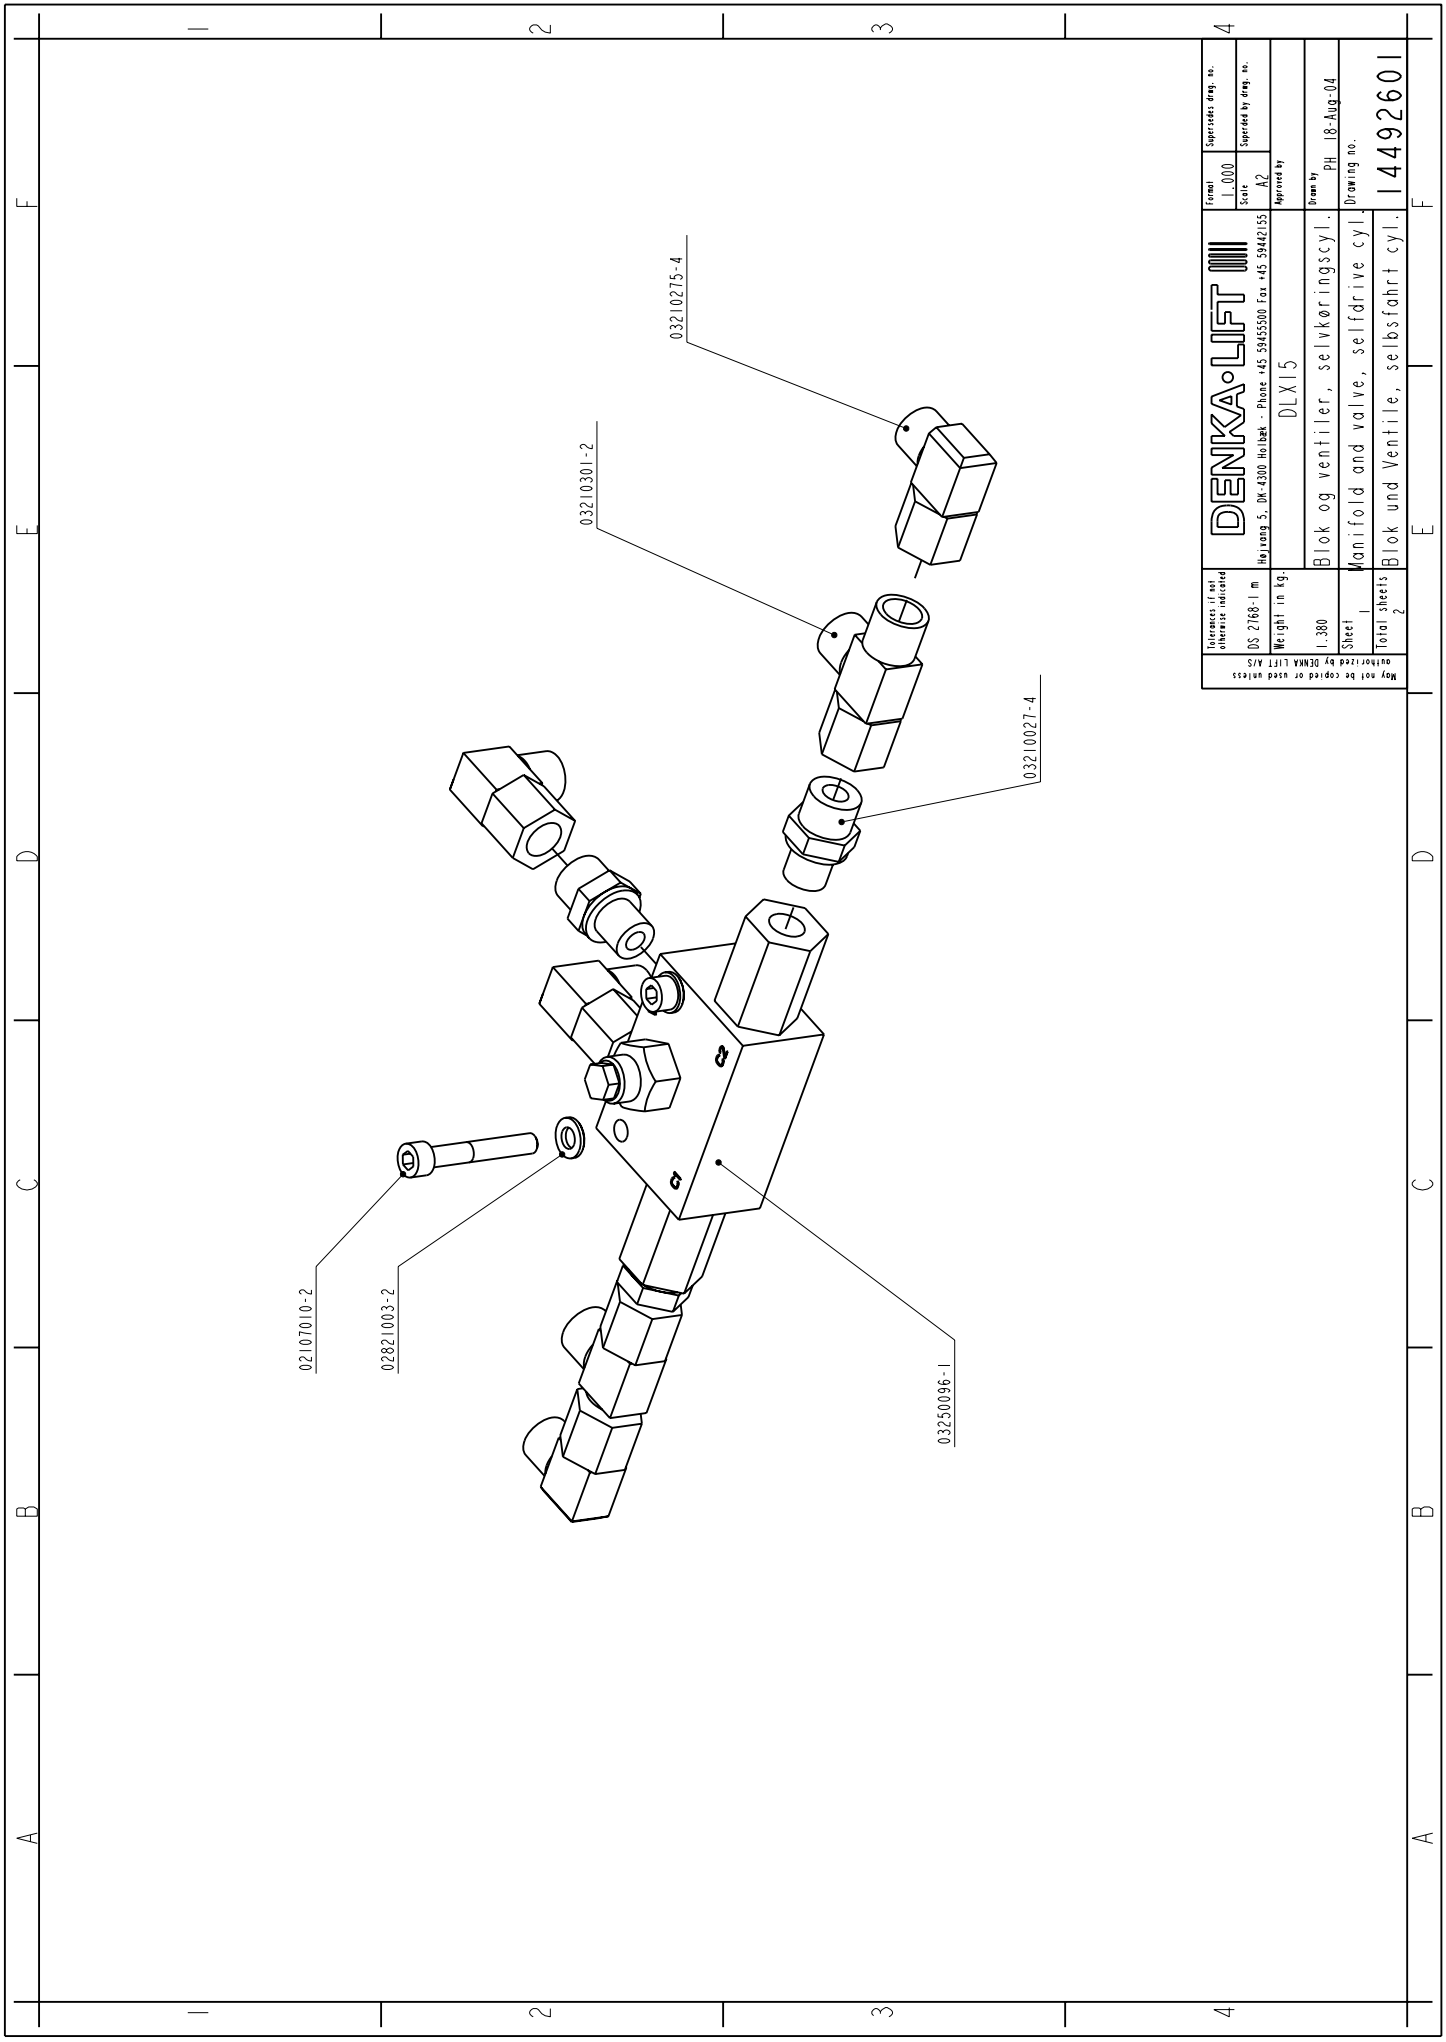 1
2
3
4
A
B
C
D
E
F
02107010-2
02821003-2
03210301-2
03210275-4
03210027-4
03250096-1
C1
C2
May not be copied or used unless
authorized by DENKA LIFT A/S
Tolerances if not
otherwise indicated
DS 2768-1 m
Weight in kg.
1.380
Sheet
1
Total sheets
2
DENKA•LIFT
Højvang 5, DK-4300 Holbæk - Phone +45 59455500 Fax +45 59442155
DLX15
Blok og ventiler, selvkøringscyl.
Manifold and valve, selfdrive cyl.
Blok und Ventile, selbsfahrt cyl.
Format
1.000
Scale
A2
Supersedes drwg. no.
Superded by drwg. no.
Approved by
Drawn by
PH 18-Aug-04
Drawing no.
14492601
A
B
C
D
E
F
1
2
3
4